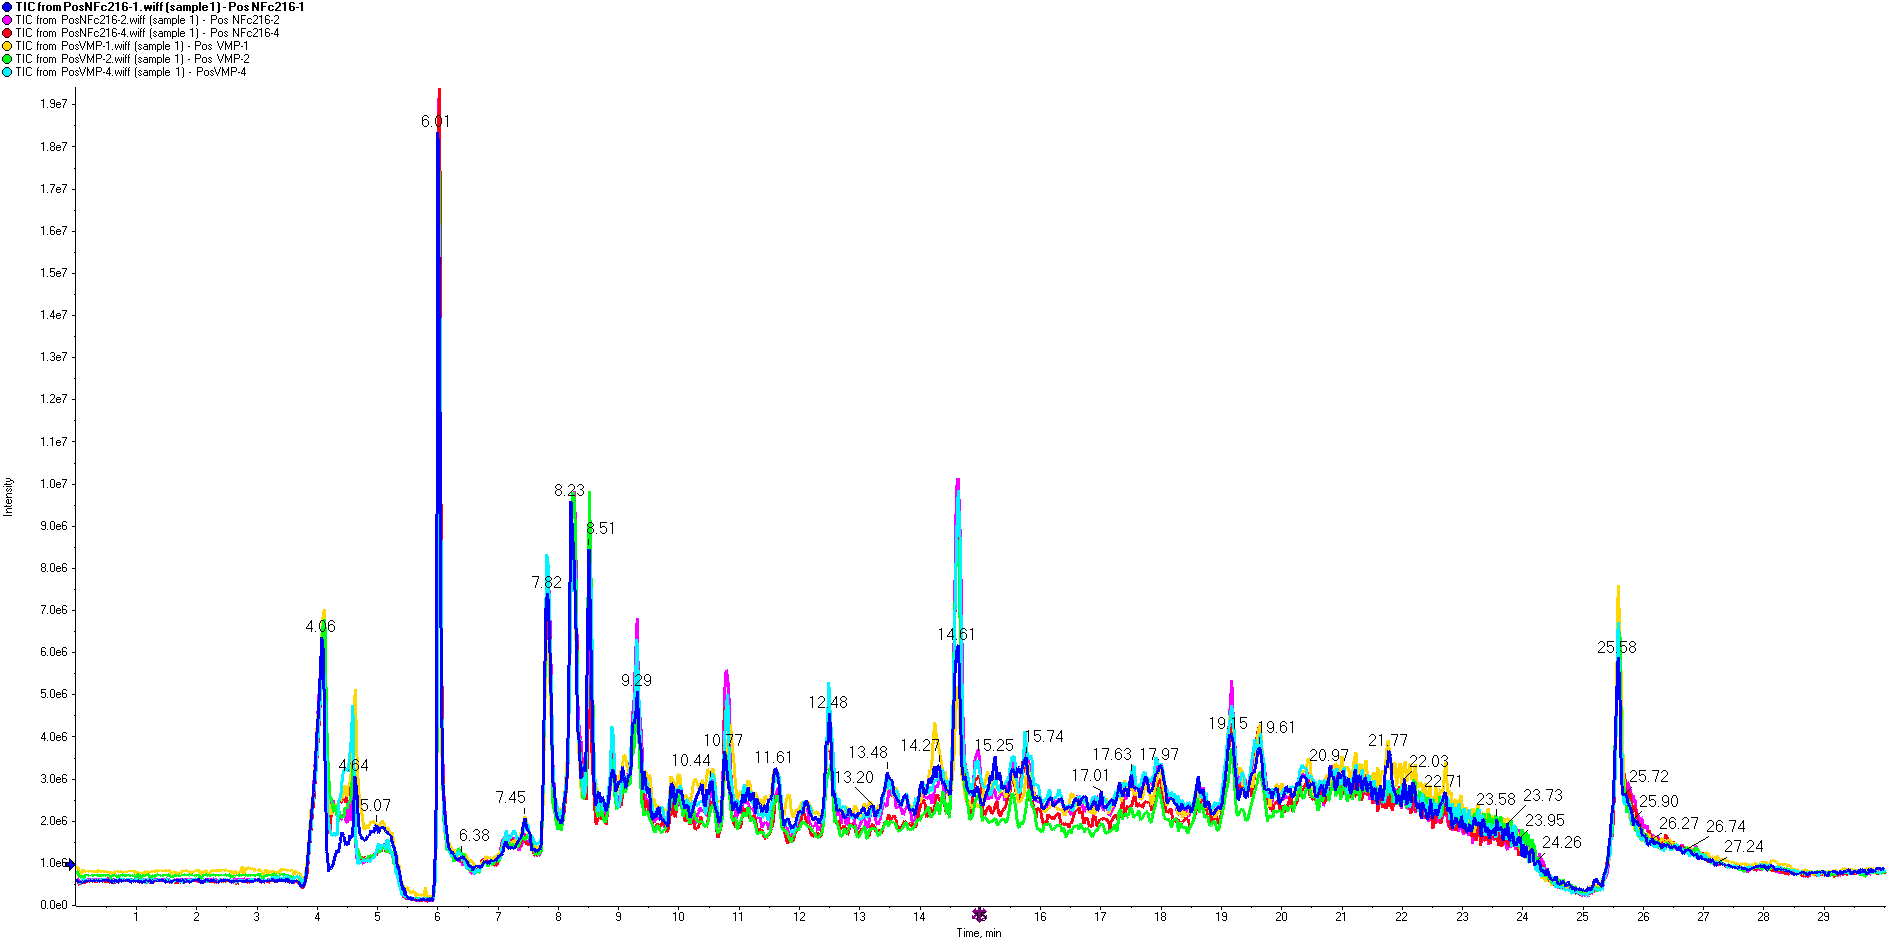 TIC from PosNFc216-1.wiff (sample1) - Pos NFc216-1
TIC from PosNFc216-2.wiff (sample 1) - Pos NFc216-2
TIC from PosNFc216-4.wiff (sample 1) - Pos NFc216-4
TIC from PosVMP-1.wiff (sample 1) - Pos VMP-1
TIC from PosVMP-2.wiff (sample 1) - Pos VMP-2
TIC from PosVMP-4.wiff (sample 1) - PosVMP-4
1.9e7
6.01
1.8e7
1.7e7
1.6e7
1.5e7
1.4e7
1.3e7
1.2e7
1.1e7
1.0e7
8.23
Intensity
9.0e6
8.51
8.0e6
7.82
7.0e6
4.06
14.61
6.0e6
25.58
9.29
5.0e6
12.48
19.15
19.61
4.0e6
10.77
14.27
15.25
15.74
21.77
4.64
10.44
11.61
13.48
17.63
17.97
20.97
22.03
3.0e6
13.20
17.01
22.71
25.72
7.45
5.07
23.58
23.73
25.90
2.0e6
23.95
26.27
26.74
6.38
24.26
27.24
1.0e6
0.0e0
1 2 3 4 5 6 7 8 9 10 11 12 13 14 16 17 18 19 20 21 22 23 24 25 26 27 28 29
Time, min